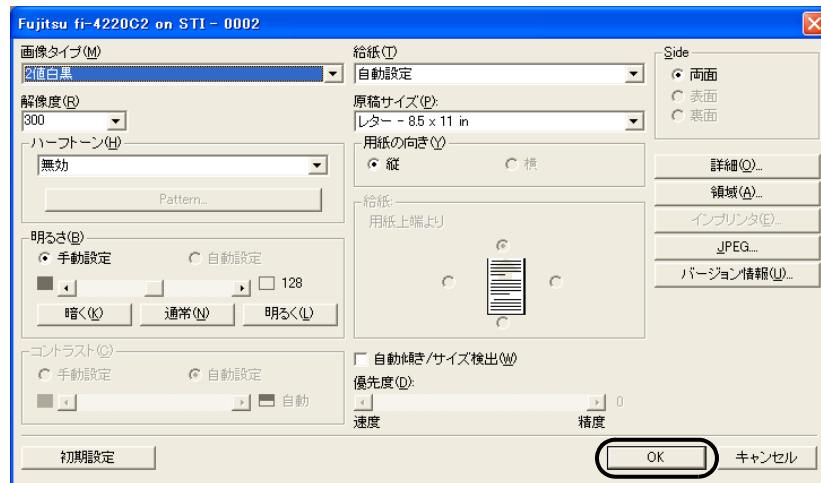 Fujitsu fi-4220C2 on STI - 0002
画像タイプ(M)
2値白黒
解像度(R)
300
ハーフトーン(H)
無効
Pattern...
明るさ(B)
手動設定
自動設定
128
暗く(K)
通常(N)
明るく(L)
コントラスト(C)
手動設定
自動設定
自動
給紙(T)
自動設定
原稿サイズ(P):
レター - 8.5 x 11 in
用紙の向き(Y)
縦
横
給紙:
用紙上端より
自動傾き/サイズ検出(W)
優先度(D):
0
速度
精度
Side
両面
表面
裏面
詳細(O)...
領域(A)...
インプリンタ(E)...
JPEG...
バージョン情報(U)...
初期設定
OK
キャンセル